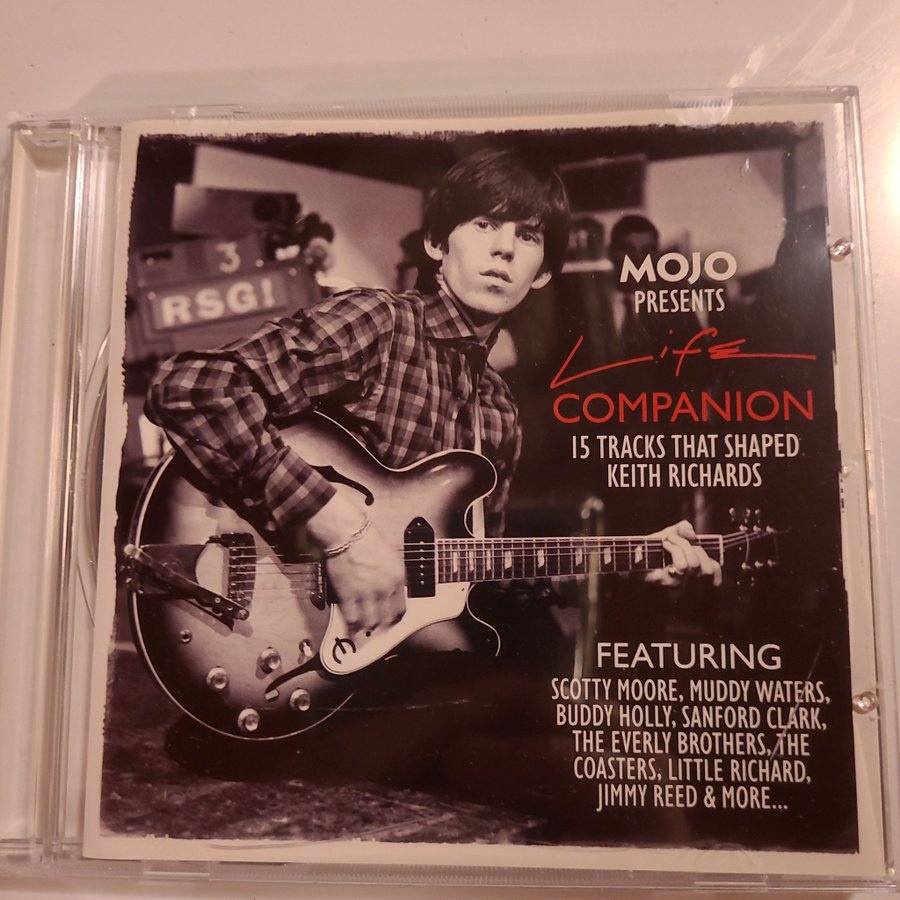 3
RSG!
MOJO
PRESENTS
Life
COMPANION
15 TRACKS THAT SHAPED
KEITH RICHARDS
FEATURING
SCOTTY MOORE, MUDDY WATERS,
BUDDY HOLLY, SANFORD CLARK,
THE EVERLY BROTHERS, THE
COASTERS, LITTLE RICHARD,
JIMMY REED & MORE...